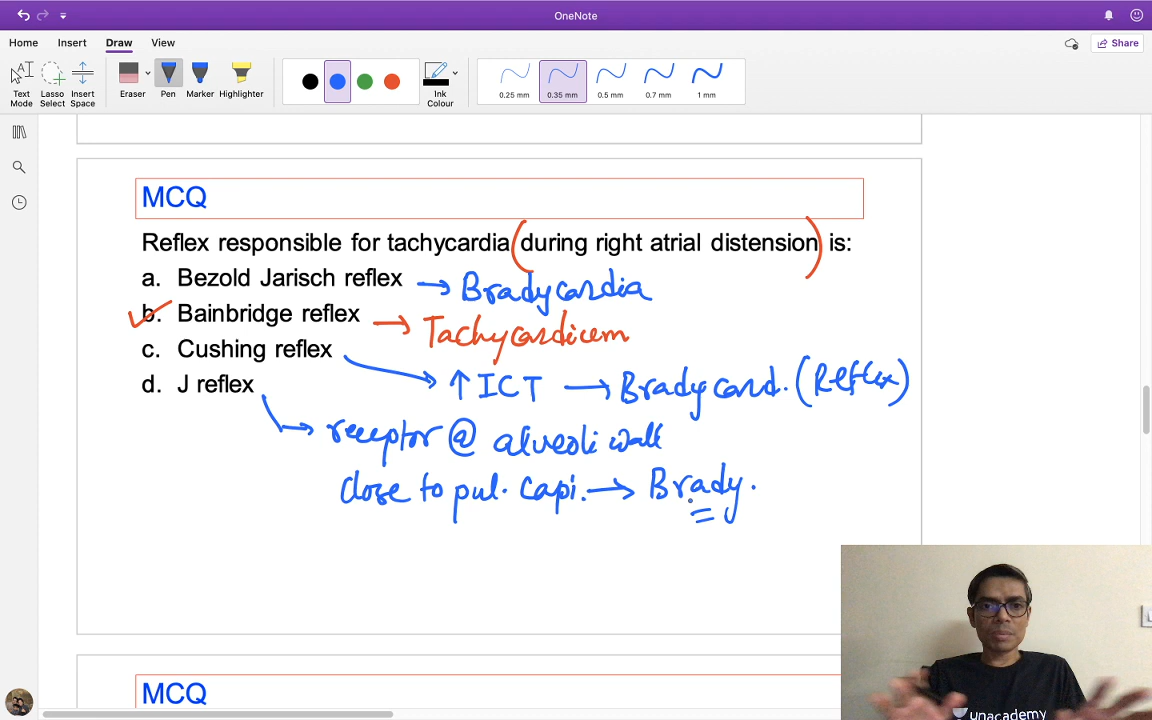 OneNote
Home Insert Draw View
Share
Text Mode
Lasso Select
Insert Space
Eraser
Pen
Marker
Highlighter
Ink Colour
0.25 mm
0.35 mm
0.5 mm
0.7 mm
1 mm
MCQ
Reflex responsible for tachycardia (during right atrial distension) is:
a. Bezold Jarisch reflex → Bradycardia
b. Bainbridge reflex → Tachycardicem
c. Cushing reflex
→ ↑ ICT → Bradycard. (Reflex)
d. J reflex
→ receptor @ alveoli wall
close to pul. Capi. → Brady.
MCQ
unacademy